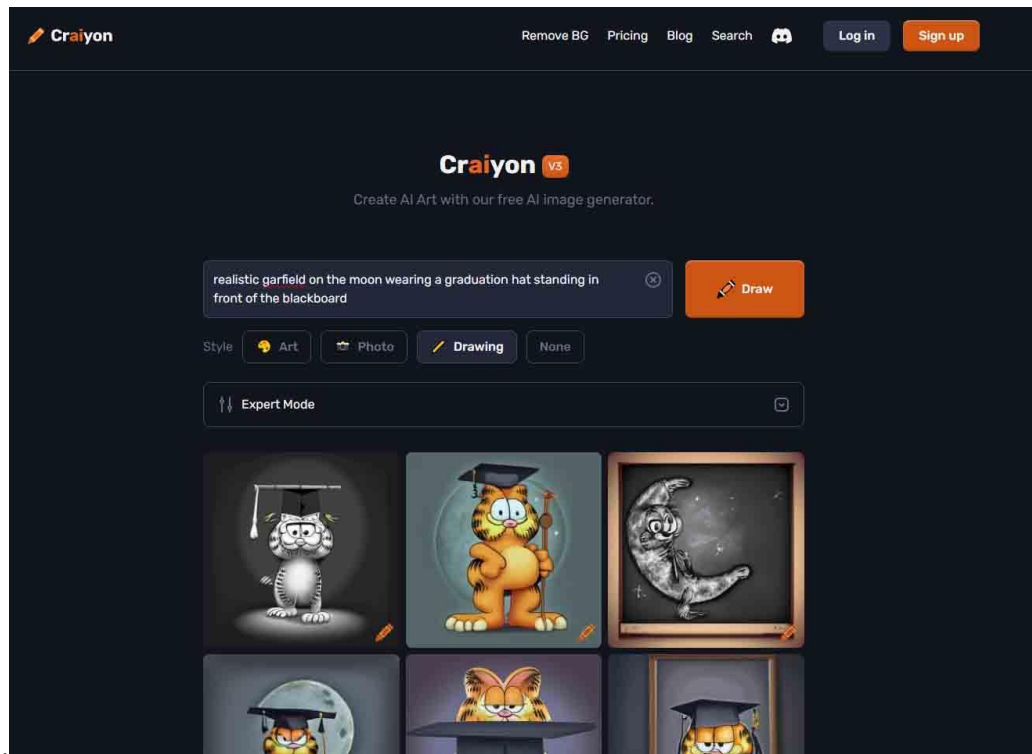 Craiyon
Remove BG Pricing Blog Search Log in Sign up
Craiyon V3
Create AI Art with our free AI image generator.
realistic garfield on the moon wearing a graduation hat standing in
front of the blackboard
Draw
Style Art Photo Drawing None
Expert Mode